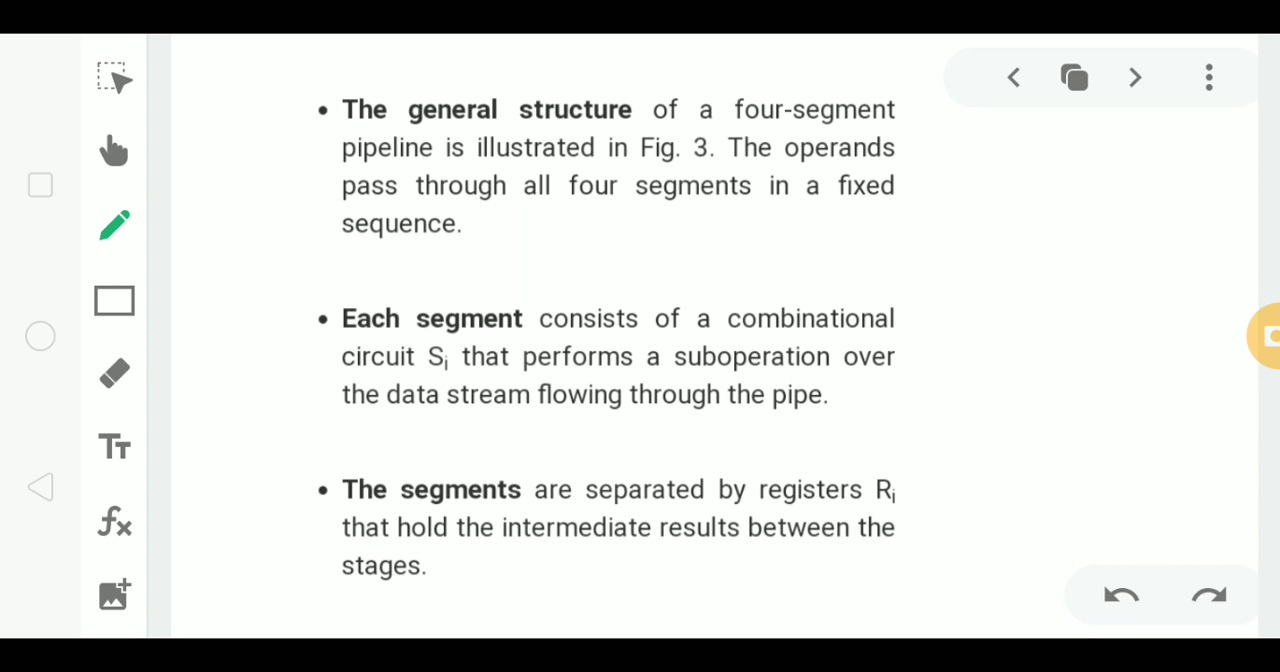 • The general structure of a four-segment
pipeline is illustrated in Fig. 3. The operands
pass through all four segments in a fixed
sequence.
• Each segment consists of a combinational
circuit Si that performs a suboperation over
the data stream flowing through the pipe.
• The segments are separated by registers Ri
that hold the intermediate results between the
stages.
TT
fx